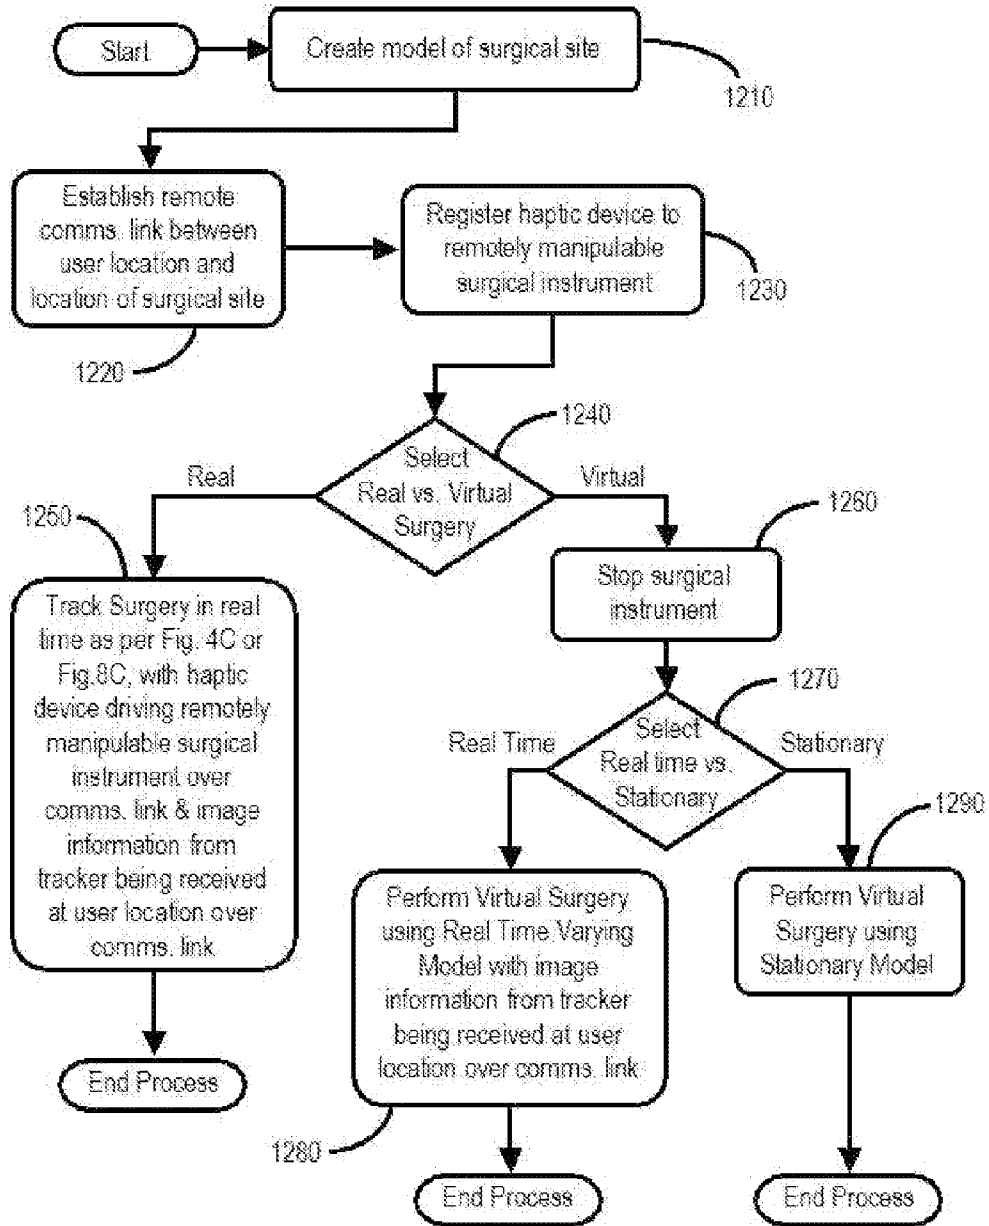 Start
Create model of surgical site
1210
Establish remote
comms. link between
user location and
location of surgical site
1220
Register haptic device to
remotely manipulable
surgical instrument
1230
1240
Select
Real vs. Virtual
Surgery
Real
Virtual
1250
Track Surgery in real
time as per Fig. 4C or
Fig.8C, with haptic
device driving remotely
manipulable surgical
instrument over
comms. link & image
information from
tracker being received
at user location over
comms. link
End Process
1260
Stop surgical
instrument
1270
Select
Real time vs.
Stationary
Real Time
Stationary
Perform Virtual Surgery
using Real Time Varying
Model with image
information from tracker
being received at user
location over comms. link
1280
End Process
1290
Perform Virtual
Surgery using
Stationary Model
End Process